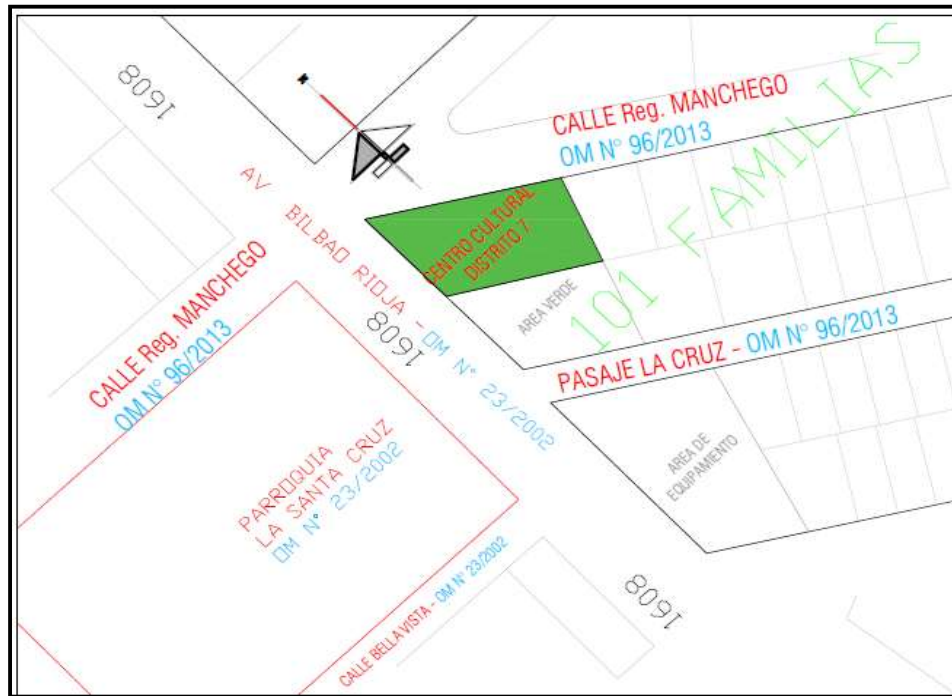 1608
N
CALLE Reg. MANCHEGO
OM N° 96/2013
101 FAMILIAS
AV BILBAO RIOJA - OM N° 23/2002
CENTRO CULTURAL
DISTRITO 7
AREA VERDE
CALLE Reg. MANCHEGO
OM N° 96/2013
1608
PASAJE LA CRUZ - OM N° 96/2013
PARROQUIA
LA SANTA CRUZ
OM N° 23/2002
AREA DE
EQUIPAMIENTO
CALLE BELLA VISTA - OM N° 23/2002
1608